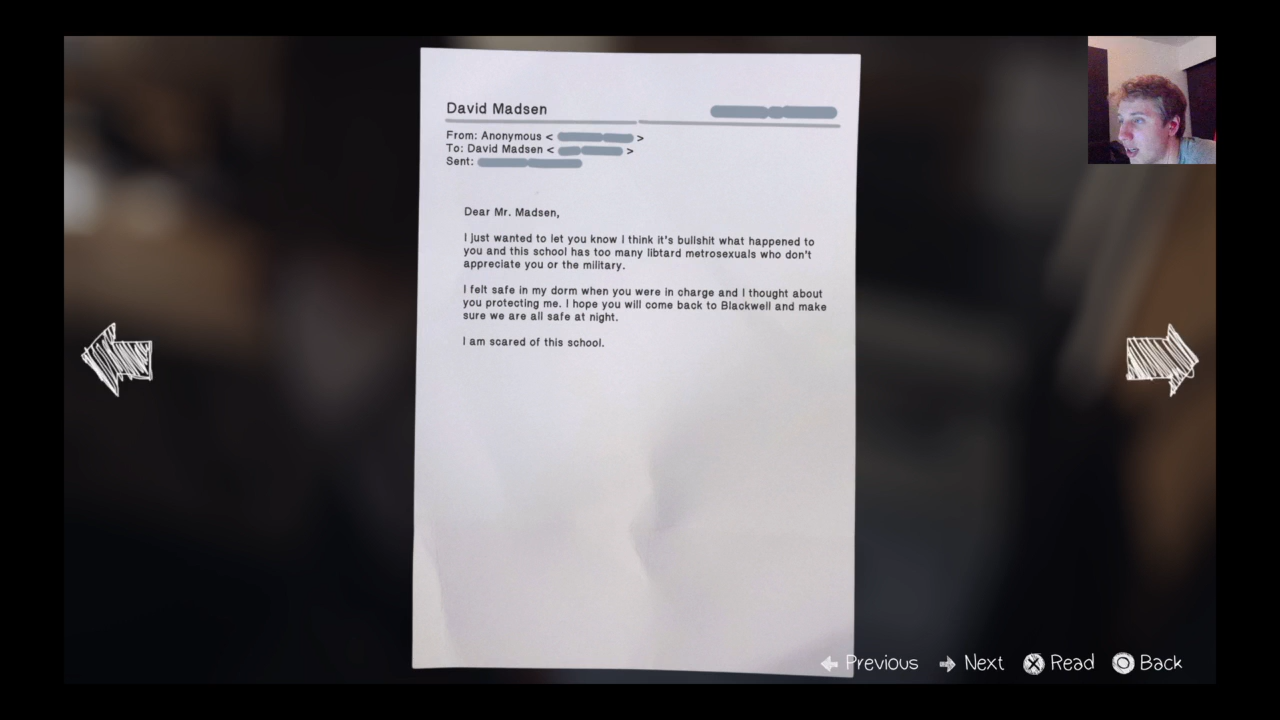 David Madsen
From: Anonymous < >
To: David Madsen < >
Sent:
Dear Mr. Madsen,
I just wanted to let you know I think it's bullshit what happened to
you and this school has too many libtard metrosexuals who don't
appreciate you or the military.
I felt safe in my dorm when you were in charge and I thought about
you protecting me. I hope you will come back to Blackwell and make
sure we are all safe at night.
I am scared of this school.
Previous Next Read Back